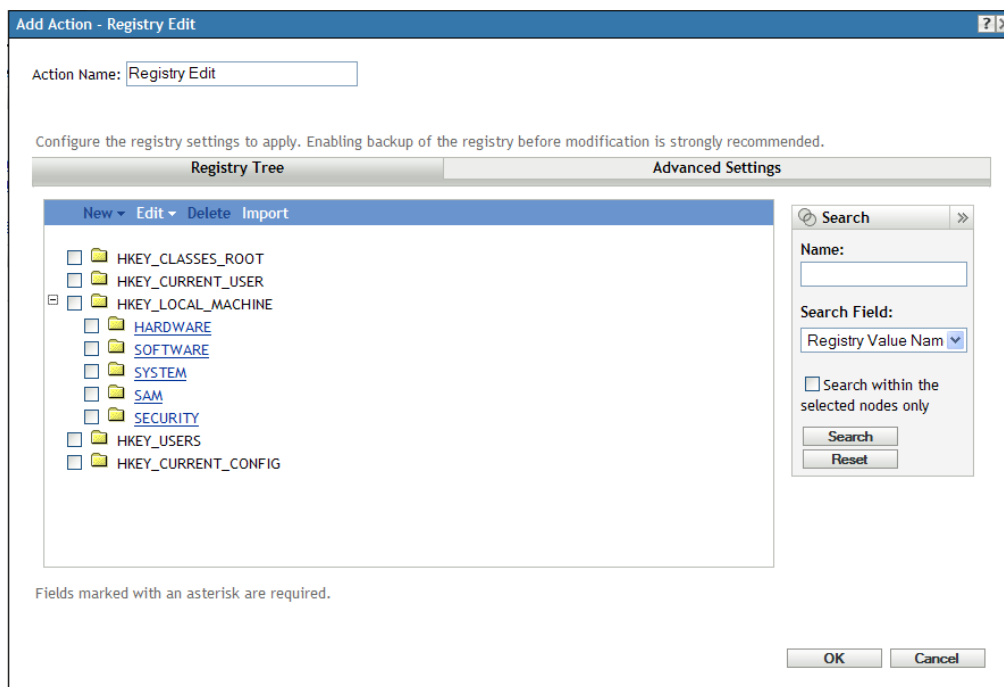 Add Action - Registry Edit
?
Action Name: Registry Edit
Configure the registry settings to apply. Enabling backup of the registry before modification is strongly recommended.
Registry Tree
Advanced Settings
New Edit Delete Import
HKEY_CLASSES_ROOT
HKEY_CURRENT_USER
HKEY_LOCAL_MACHINE
HARDWARE
SOFTWARE
SYSTEM
SAM
SECURITY
HKEY_USERS
HKEY_CURRENT_CONFIG
Search
Name:
Search Field:
Registry Value Nam
Search within the
selected nodes only
Search
Reset
Fields marked with an asterisk are required.
OK
Cancel